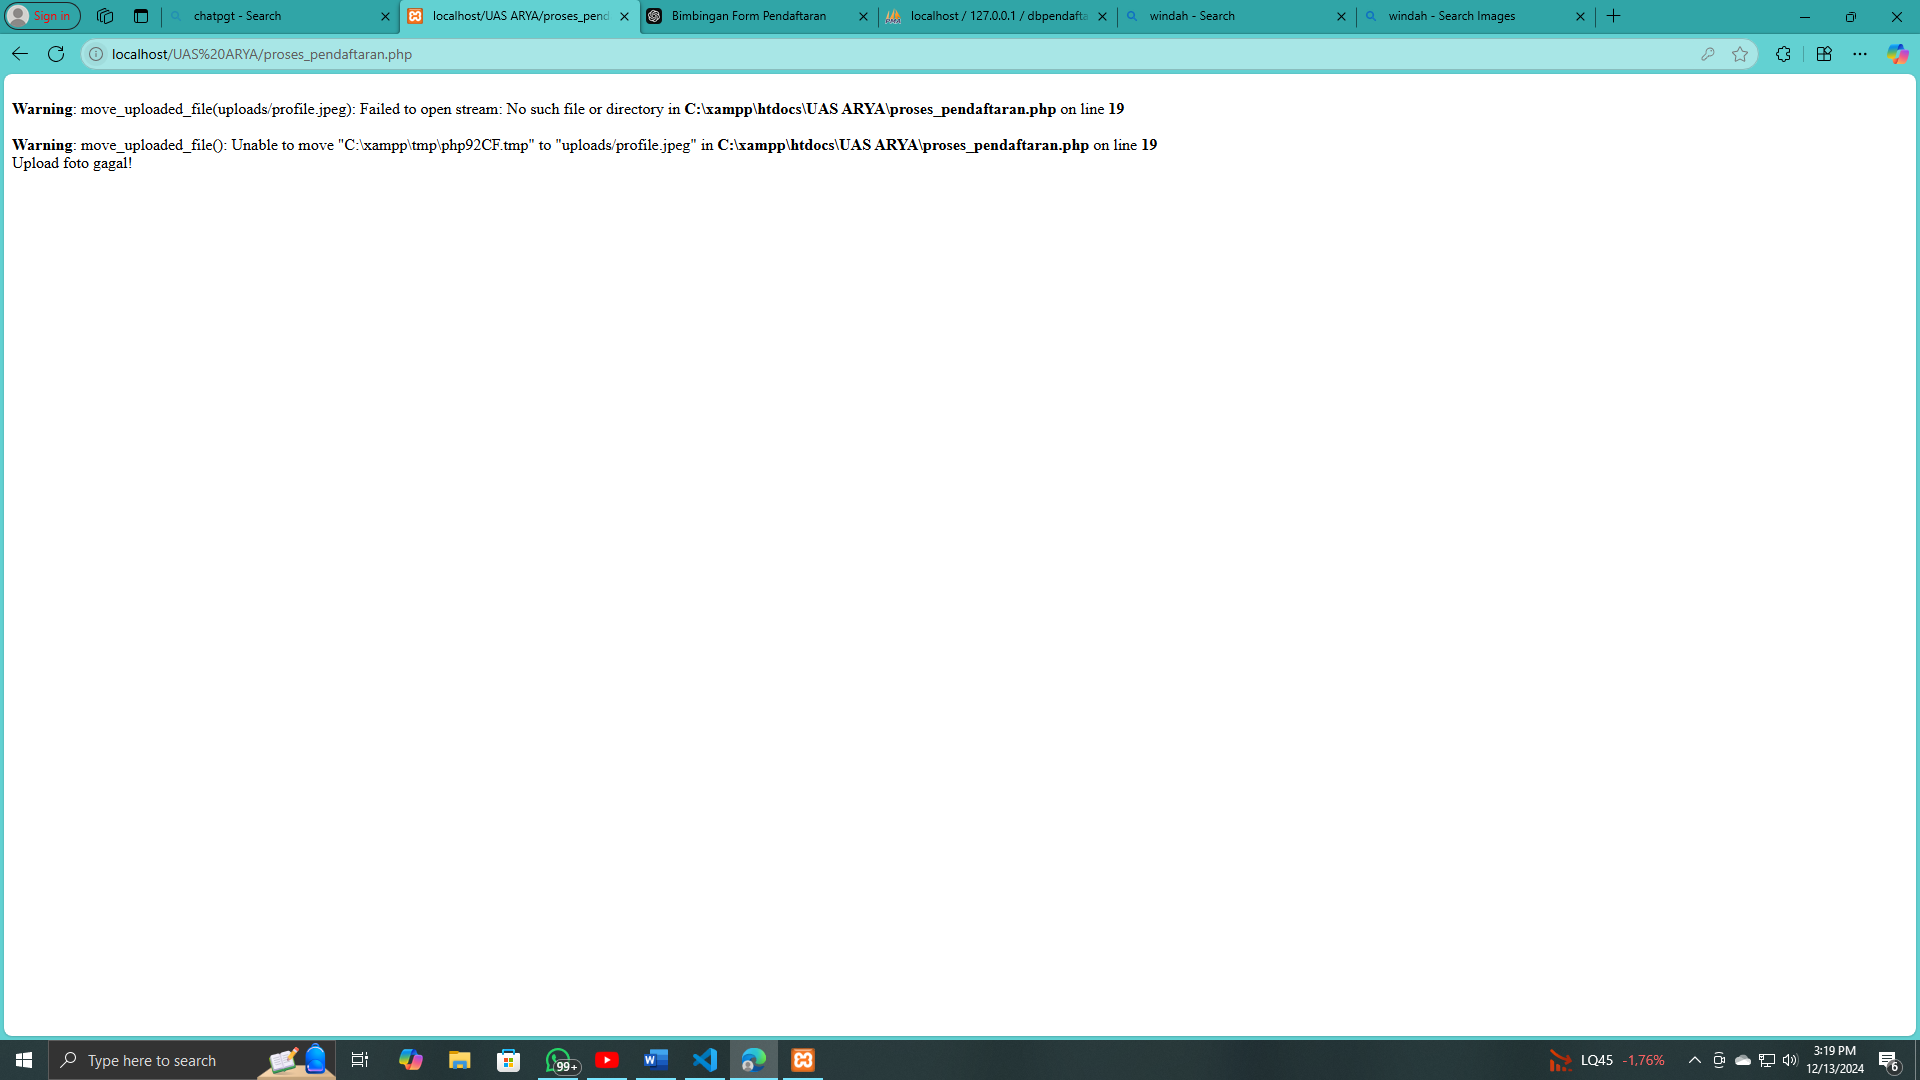 Sign in
chatpgt - Search
localhost/UAS ARYA/proses_pend
Bimbingan Form Pendaftaran
localhost / 127.0.0.1 / dbpendafta
windah - Search
windah - Search Images
localhost/UAS%20ARYA/proses_pendaftaran.php
Warning: move_uploaded_file(uploads/profile.jpeg): Failed to open stream: No such file or directory in C:\xampp\htdocs\UAS ARYA\proses_pendaftaran.php on line 19
Warning: move_uploaded_file(): Unable to move "C:\xampp\tmp\php92CF.tmp" to "uploads/profile.jpeg" in C:\xampp\htdocs\UAS ARYA\proses_pendaftaran.php on line 19
Upload foto gagal!
Type here to search
99+
LQ45 -1,76%
3:19 PM
12/13/2024
6